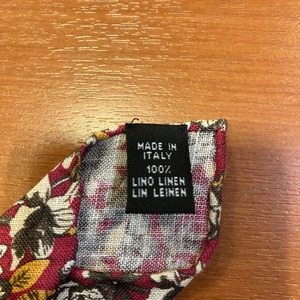 MADE IN
ITALY
100%
LINO LINEN
LIN LEINEN